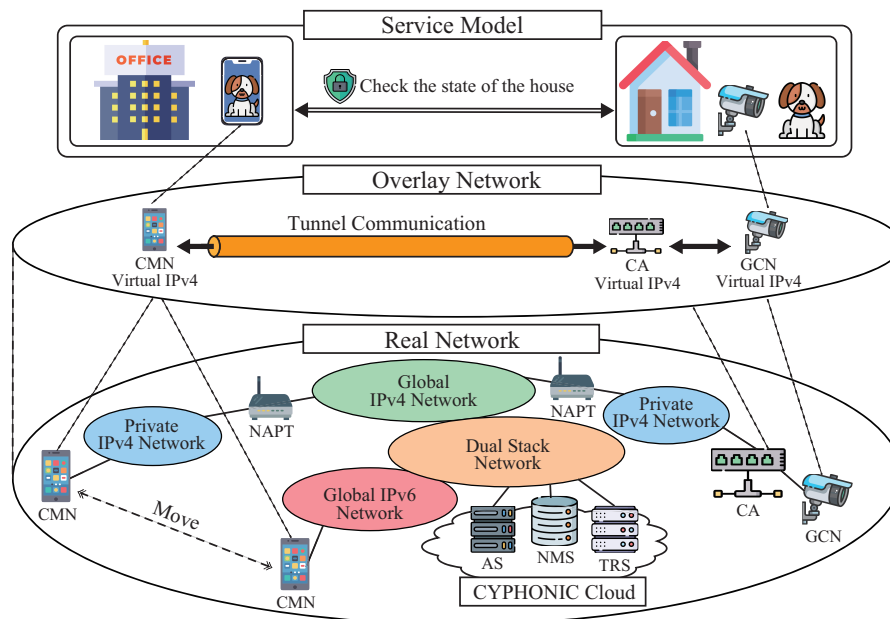 Service Model
OFFICE
Check the state of the house
Overlay Network
Tunnel Communication
CMN
Virtual IPv4
CA
Virtual IPv4
GCN
Virtual IPv4
Real Network
Global
IPv4 Network
NAPT
NAPT
Private
IPv4 Network
Private
IPv4 Network
Dual Stack
Network
Global IPv6
Network
CMN
Move
CMN
AS
NMS
TRS
CA
GCN
CYPHONIC Cloud